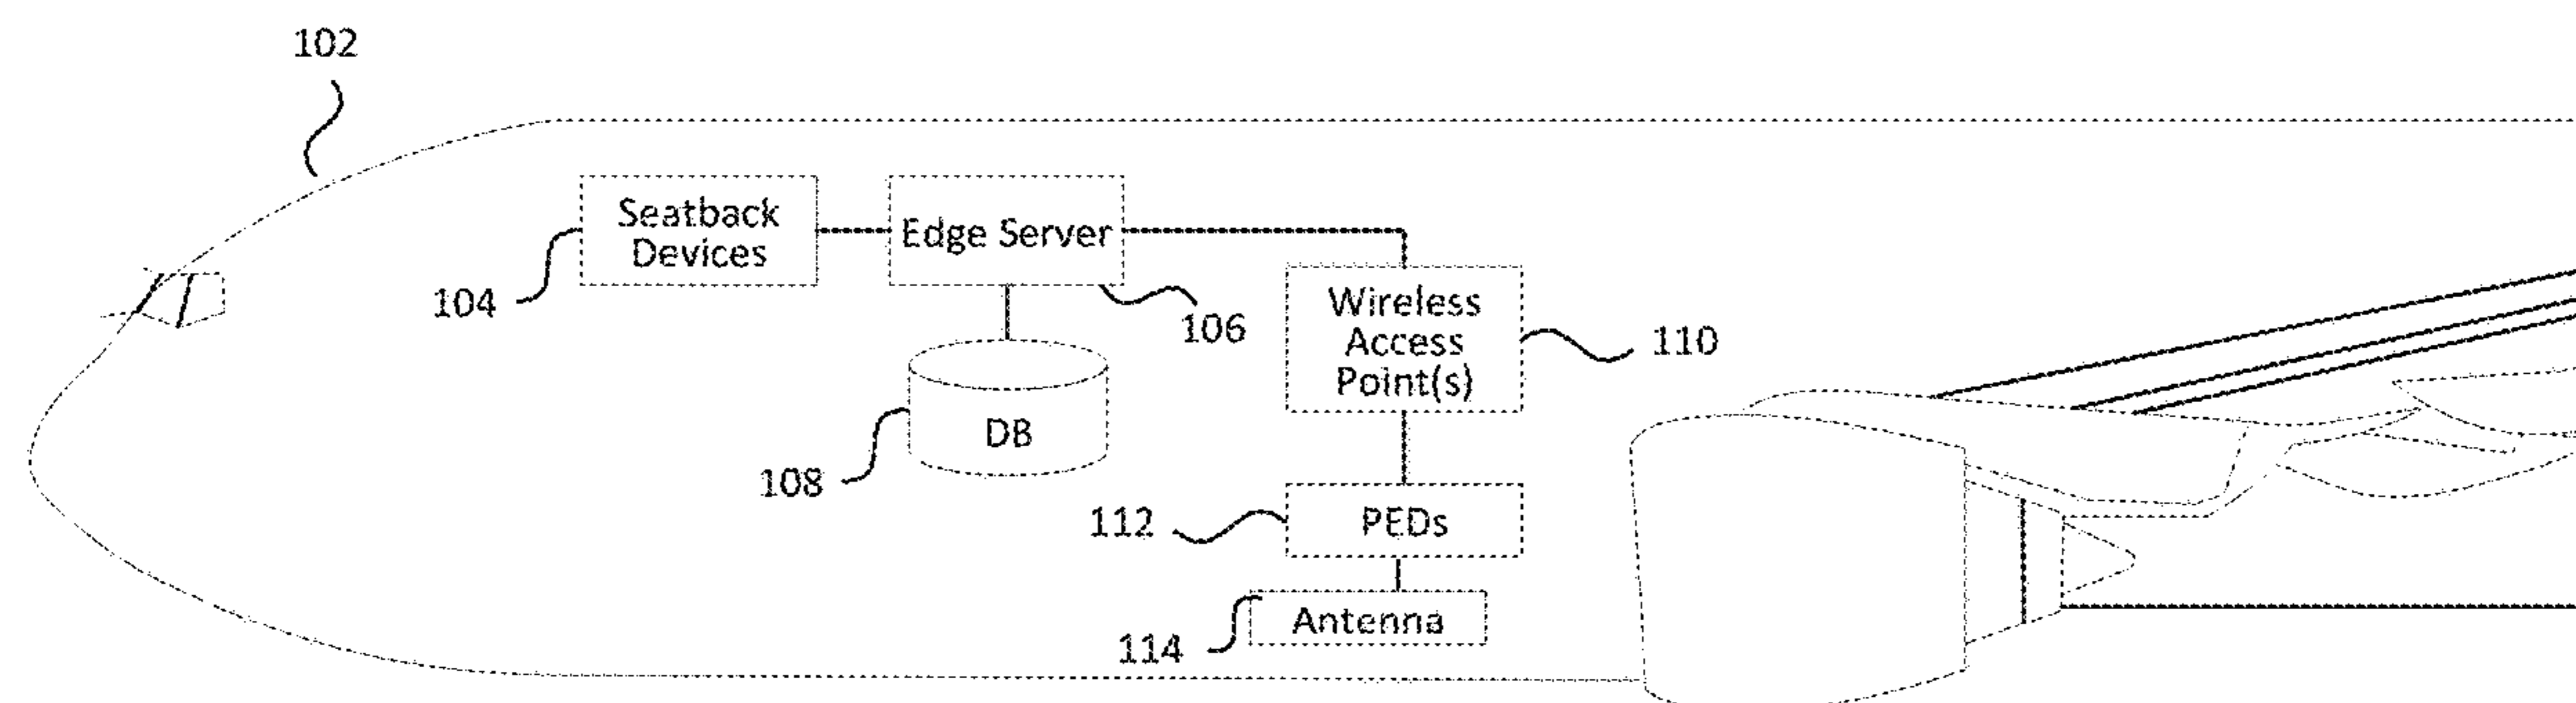 102
Seatback
Devices
Edge Server
104
106
Wireless
Access
Point(s)
110
DB
108
112
PEDs
Antenna
114